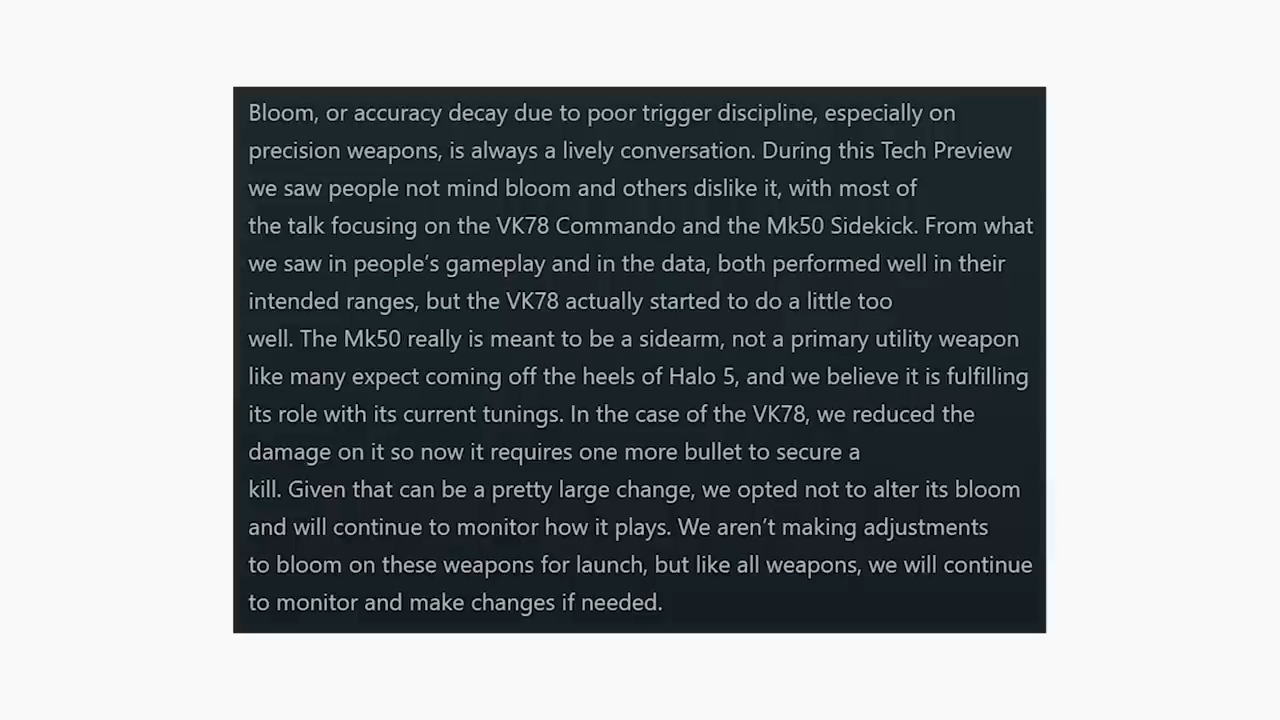 Bloom, or accuracy decay due to poor trigger discipline, especially on
precision weapons, is always a lively conversation. During this Tech Preview
we saw people not mind bloom and others dislike it, with most of
the talk focusing on the VK78 Commando and the Mk50 Sidekick. From what
we saw in people’s gameplay and in the data, both performed well in their
intended ranges, but the VK78 actually started to do a little too
well. The Mk50 really is meant to be a sidearm, not a primary utility weapon
like many expect coming off the heels of Halo 5, and we believe it is fulfilling
its role with its current tunings. In the case of the VK78, we reduced the
damage on it so now it requires one more bullet to secure a
kill. Given that can be a pretty large change, we opted not to alter its bloom
and will continue to monitor how it plays. We aren’t making adjustments
to bloom on these weapons for launch, but like all weapons, we will continue
to monitor and make changes if needed.